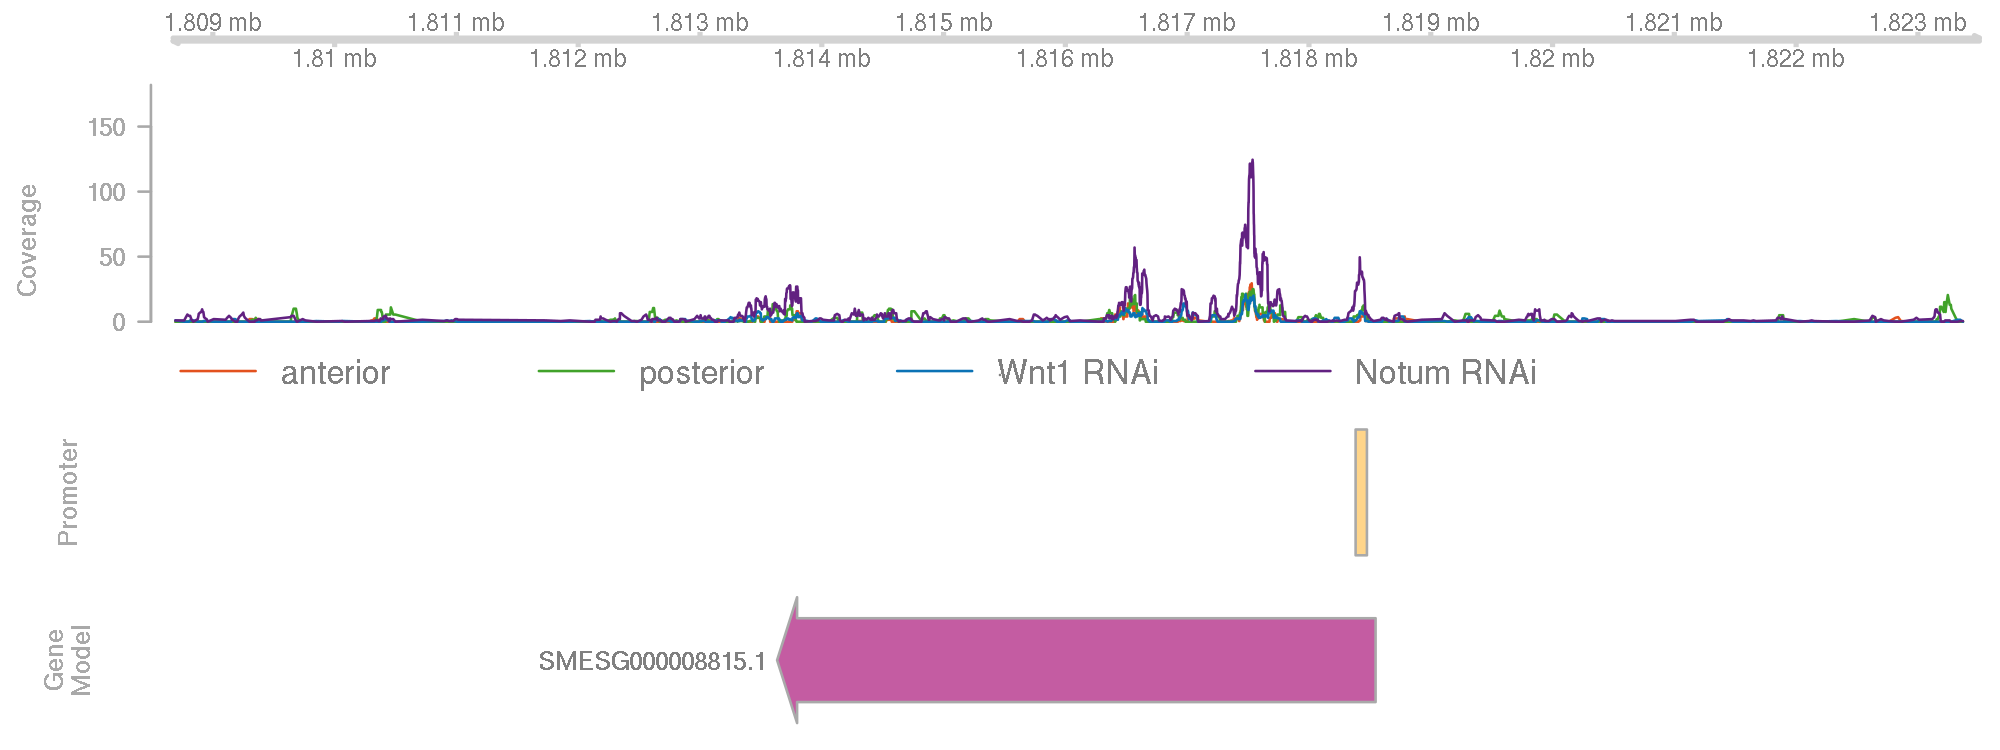 1.809 mb 1.811 mb 1.813 mb 1.815 mb 1.817 mb 1.819 mb 1.821 mb 1.823 mb
1.81 mb 1.812 mb 1.814 mb 1.816 mb 1.818 mb 1.82 mb 1.822 mb
Coverage
150
100
50
0
anterior posterior Wnt1 RNAi Notum RNAi
Promoter
Gene
Model
SMESG000008815.1